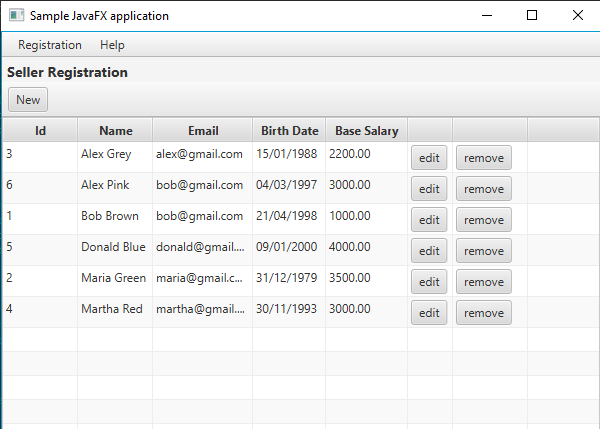 Sample JavaFX application
Registration Help
Seller Registration
New
Id Name Email Birth Date Base Salary
3 Alex Grey alex@gmail.com 15/01/1988 2200.00 edit remove
6 Alex Pink bob@gmail.com 04/03/1997 3000.00 edit remove
1 Bob Brown bob@gmail.com 21/04/1998 1000.00 edit remove
5 Donald Blue donald@gmail.... 09/01/2000 4000.00 edit remove
2 Maria Green maria@gmail.c... 31/12/1979 3500.00 edit remove
4 Martha Red martha@gmail.... 30/11/1993 3000.00 edit remove